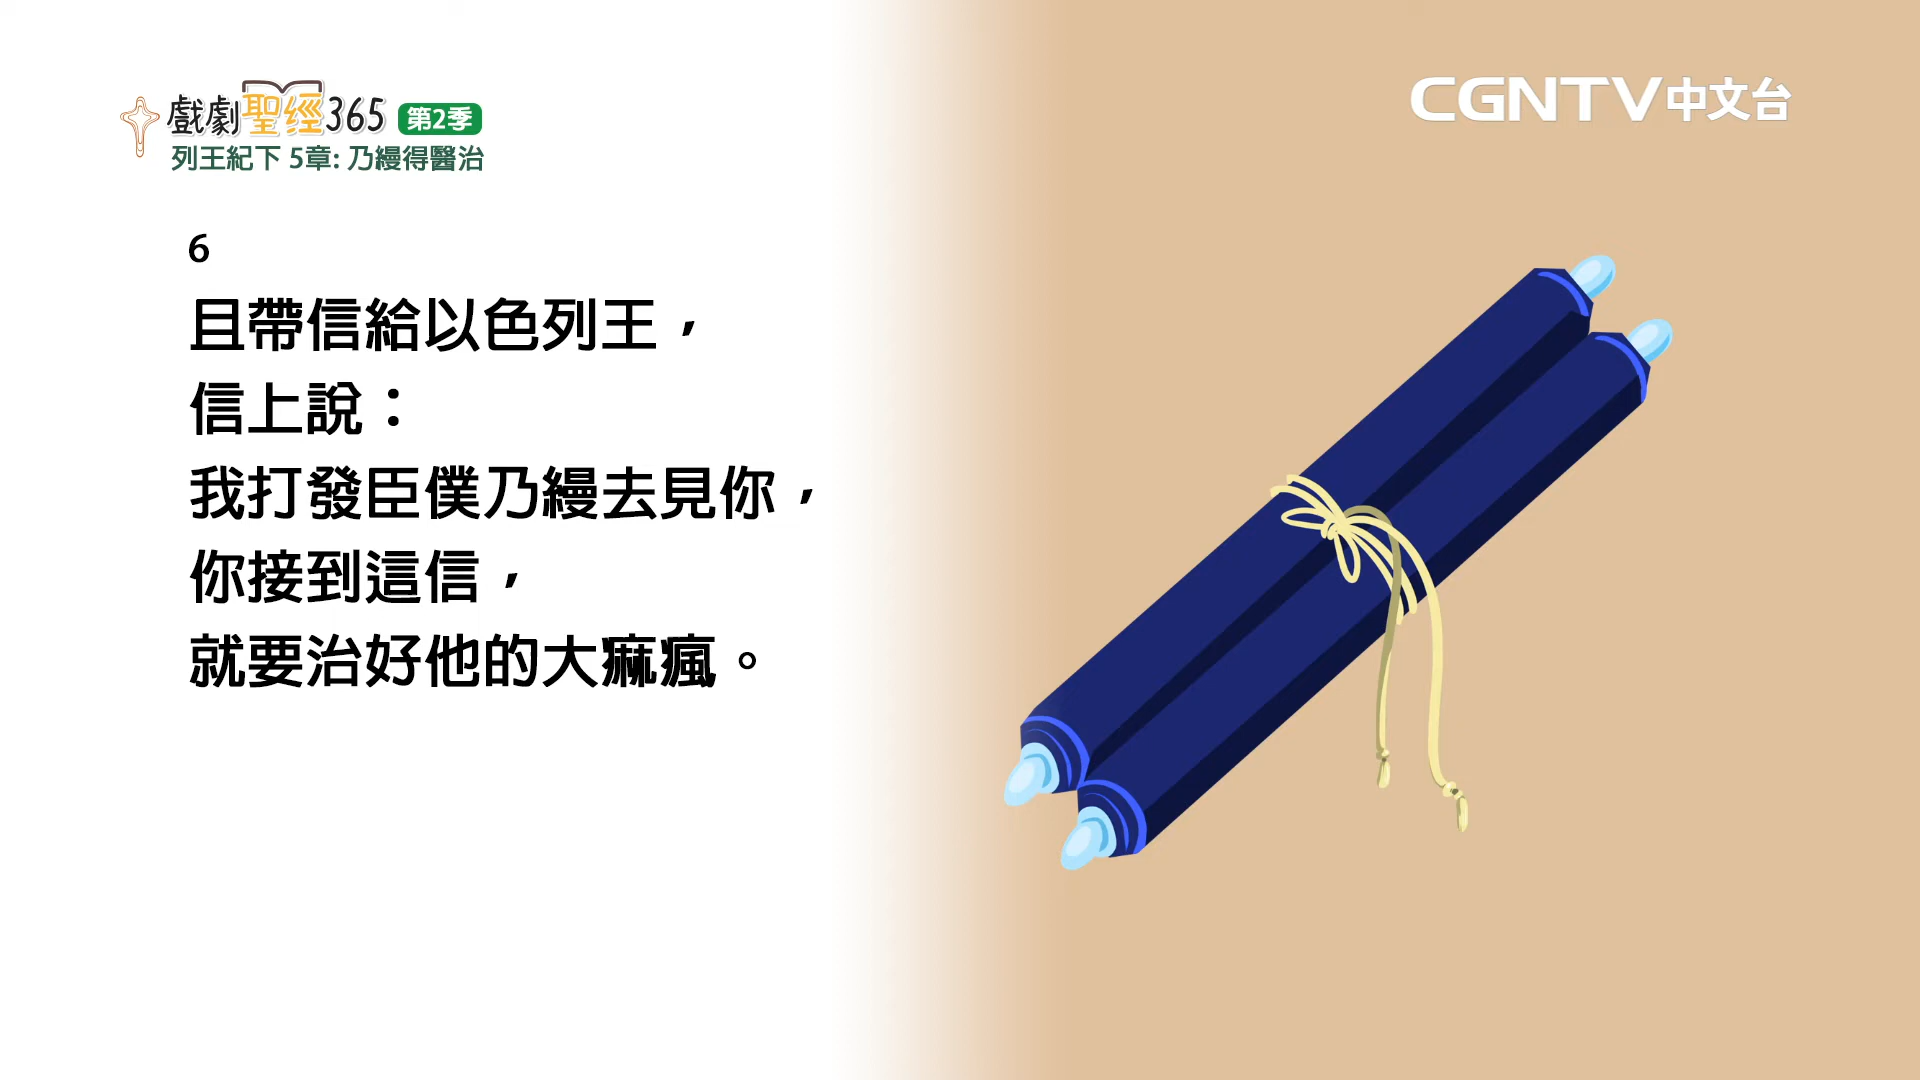 戲劇聖經365 第2季
列王紀下 5章: 乃縵得醫治
CGNTV中文台
6
且帶信給以色列王，
信上說：
我打發臣僕乃縵去見你，
你接到這信，
就要治好他的大痲瘋。